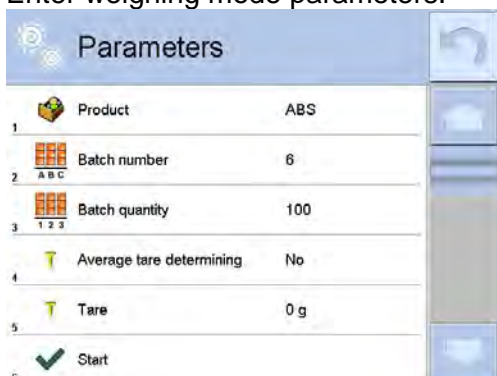 Enter weighing mode parameters.
Parameters
1 Product ABS
2 ABC Batch number 6
3 123 Batch quantity 100
4 T Average tare determining No
5 T Tare 0 g
Start